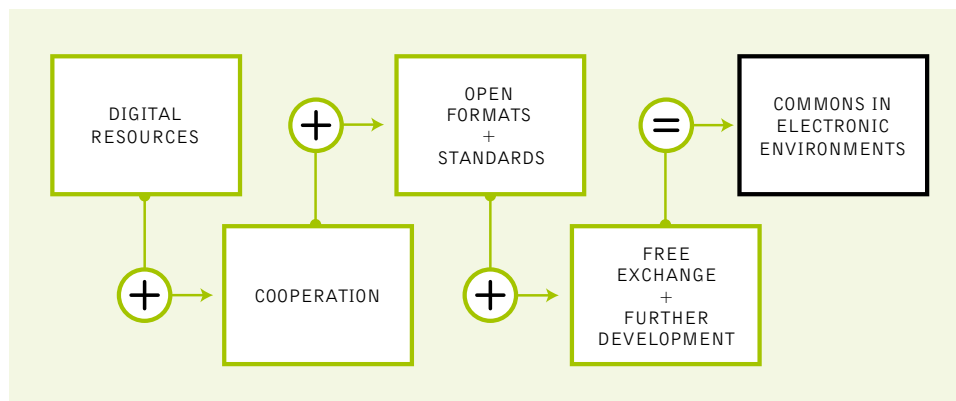 DIGITAL
RESOURCES
+
COOPERATION
+
OPEN
FORMATS
+
STANDARDS
+
FREE
EXCHANGE
+
FURTHER
DEVELOPMENT
=
COMMONS IN
ELECTRONIC
ENVIRONMENTS